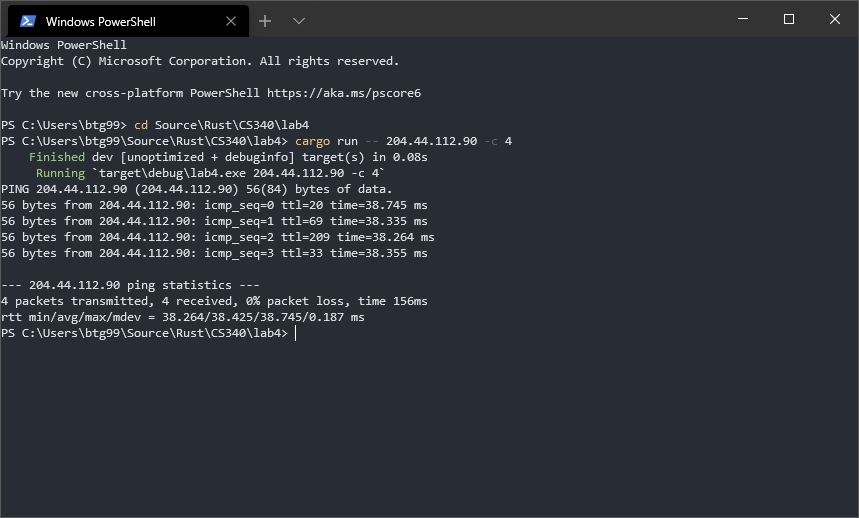 Windows PowerShell
Windows PowerShell
Copyright (C) Microsoft Corporation. All rights reserved.
Try the new cross-platform PowerShell https://aka.ms/pscore6
PS C:\Users\btg99> cd Source\Rust\CS340\lab4
PS C:\Users\btg99\Source\Rust\CS340\lab4> cargo run -- 204.44.112.90 -c 4
    Finished dev [unoptimized + debuginfo] target(s) in 0.08s
     Running `target\debug\lab4.exe 204.44.112.90 -c 4`
PING 204.44.112.90 (204.44.112.90) 56(84) bytes of data.
56 bytes from 204.44.112.90: icmp_seq=0 ttl=20 time=38.745 ms
56 bytes from 204.44.112.90: icmp_seq=1 ttl=69 time=38.335 ms
56 bytes from 204.44.112.90: icmp_seq=2 ttl=209 time=38.264 ms
56 bytes from 204.44.112.90: icmp_seq=3 ttl=33 time=38.355 ms
--- 204.44.112.90 ping statistics ---
4 packets transmitted, 4 received, 0% packet loss, time 156ms
rtt min/avg/max/mdev = 38.264/38.425/38.745/0.187 ms
PS C:\Users\btg99\Source\Rust\CS340\lab4>